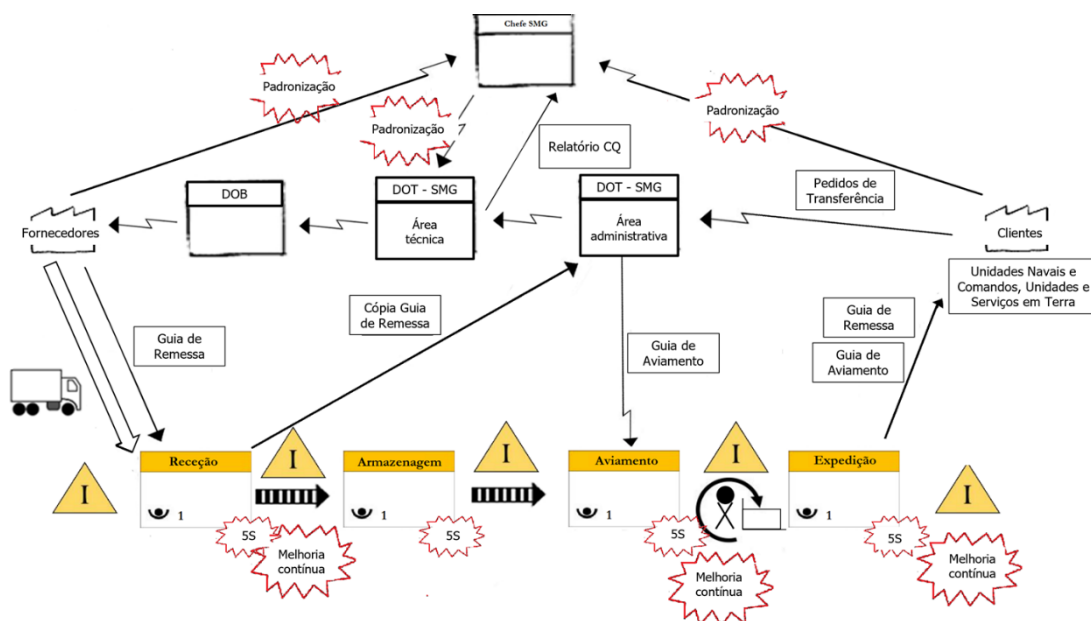 Chefe SMG
Padronização
Padronização
Padronização
Relatório CQ
DOB
DOT - SMG
Área
técnica
DOT - SMG
Área
administrativa
Pedidos de
Transferência
Fornecedores
Clientes
Unidades Navais e
Comandos, Unidades e
Serviços em Terra
Guia de
Remessa
Cópia Guia
de Remessa
Guia de
Aviamento
Guia de
Remessa
Guia de
Aviamento
I
Receção
1
5S
Melhoria
contínua
I
Armazenagem
1
5S
I
Aviamento
1
5S
Melhoria
contínua
I
Expedição
1
5S
Melhoria
contínua
I